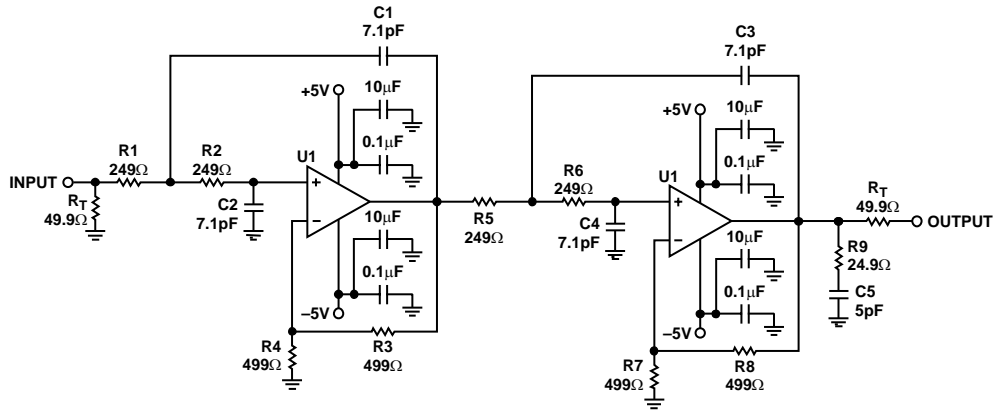 C1
7.1pF
C3
7.1pF
+5V
10μF
0.1μF
+5V
10μF
0.1μF
U1
U1
INPUT
R1
249Ω
R2
249Ω
RT
49.9Ω
C2
7.1pF
+
–
R5
249Ω
R6
249Ω
C4
7.1pF
+
–
RT
49.9Ω
OUTPUT
R9
24.9Ω
C5
5pF
10μF
0.1μF
–5V
10μF
0.1μF
–5V
R4
499Ω
R3
499Ω
R7
499Ω
R8
499Ω